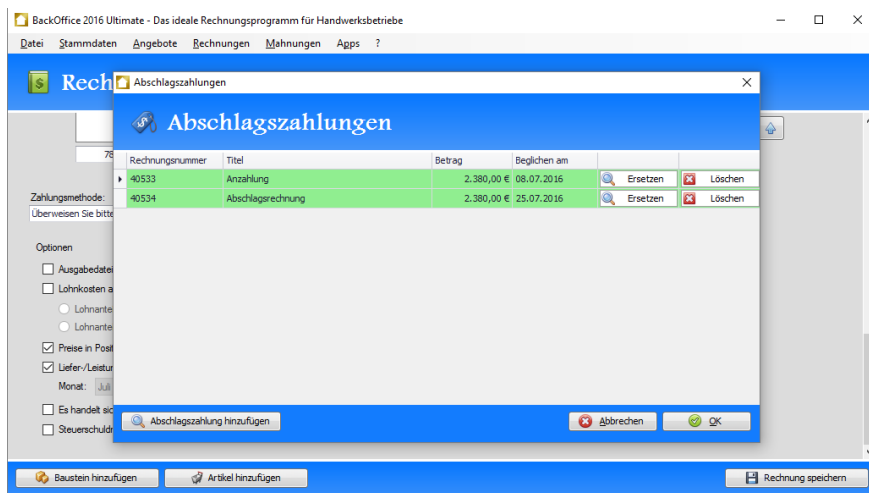 BackOffice 2016 Ultimate - Das ideale Rechnungsprogramm für Handwerksbetriebe
Datei Stammdaten Angebote Rechnungen Mahnungen Apps ?
Rech
Abschlagszahlungen
Abschlagszahlungen
78
Rechnungsnummer Titel Betrag Beglichen am
40533 Anzahlung 2.380,00 € 08.07.2016 Ersetzen Löschen
40534 Abschlagsrechnung 2.380,00 € 25.07.2016 Ersetzen Löschen
Zahlungsmethode:
Überweisen Sie bitte
Optionen
Ausgabedatei
Lohnkosten a
Lohnante
Lohnante
Preise in Posit
Liefer-/Leistur
Monat: Juli
Es handelt sic
Steuerschuldn
Abschlagszahlung hinzufügen Abbrechen OK
Baustein hinzufügen Artikel hinzufügen Rechnung speichern